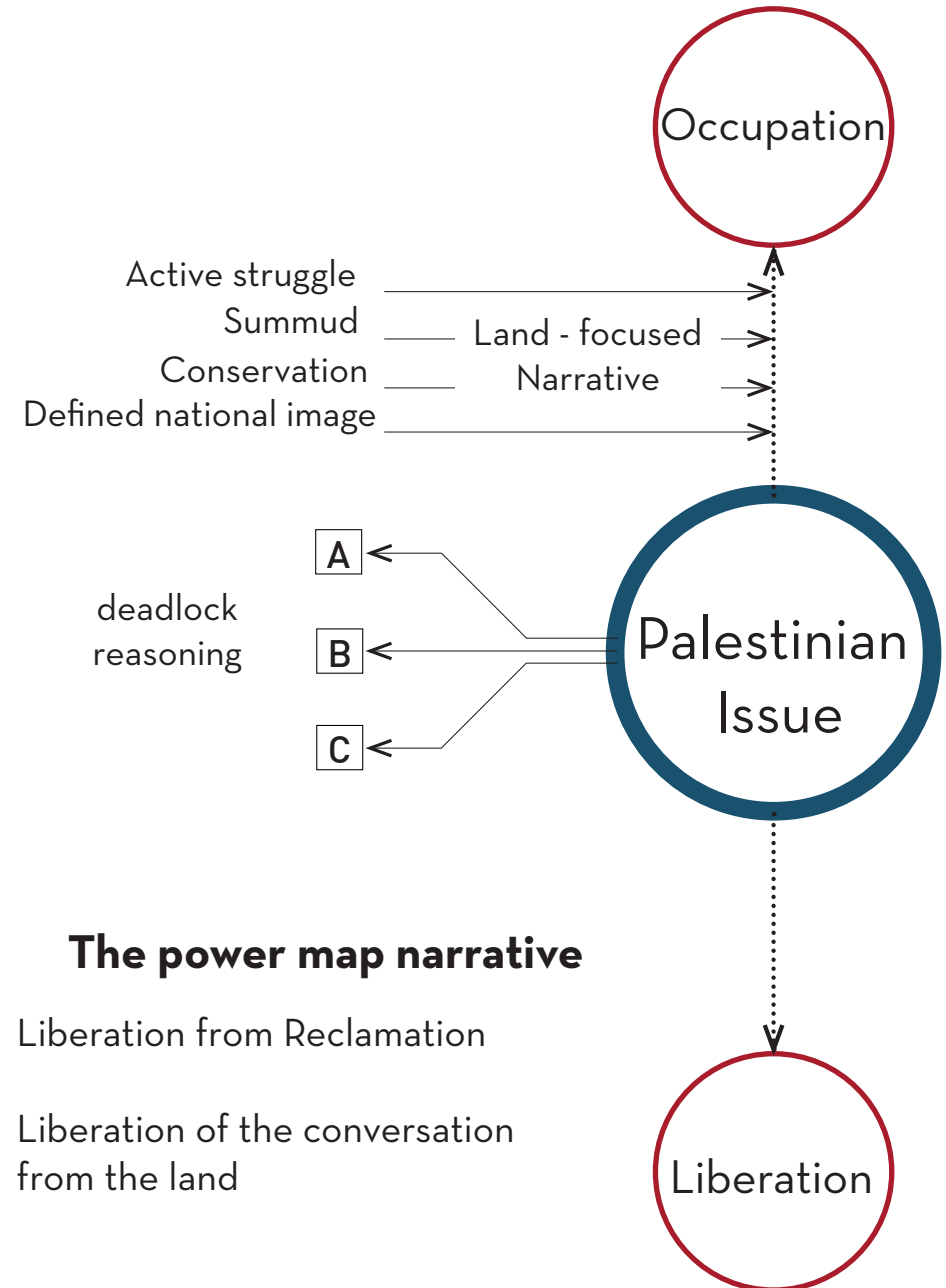 Occupation
Active struggle
Summud
Land - focused
Conservation
Narrative
Defined national image
A
deadlock
reasoning
B
C
Palestinian
Issue
The power map narrative
Liberation from Reclamation
Liberation of the conversation
from the land
Liberation